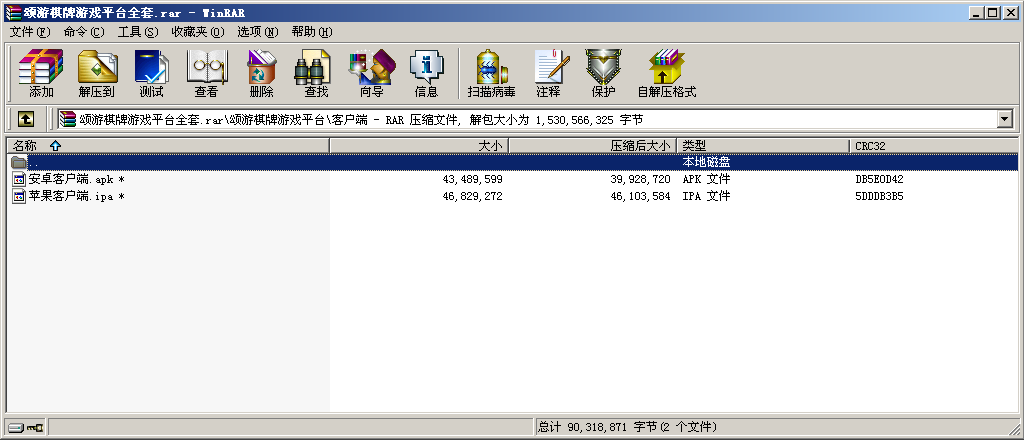 颂游棋牌游戏平台全套.rar - WinRAR
文件(F) 命令(C) 工具(S) 收藏夹(O) 选项(N) 帮助(H)
添加 解压到 测试 查看 删除 查找 向导 信息 扫描病毒 注释 保护 自解压格式
颂游棋牌游戏平台全套.rar\颂游棋牌游戏平台\客户端 - RAR 压缩文件, 解包大小为 1,530,566,325 字节
名称 大小 压缩后大小 类型 CRC32
.. 本地磁盘
安卓客户端.apk * 43,489,599 39,928,720 APK 文件 DB5E0D42
苹果客户端.ipa * 46,829,272 46,103,584 IPA 文件 5DDDB3B5
总计 90,318,871 字节(2 个文件)